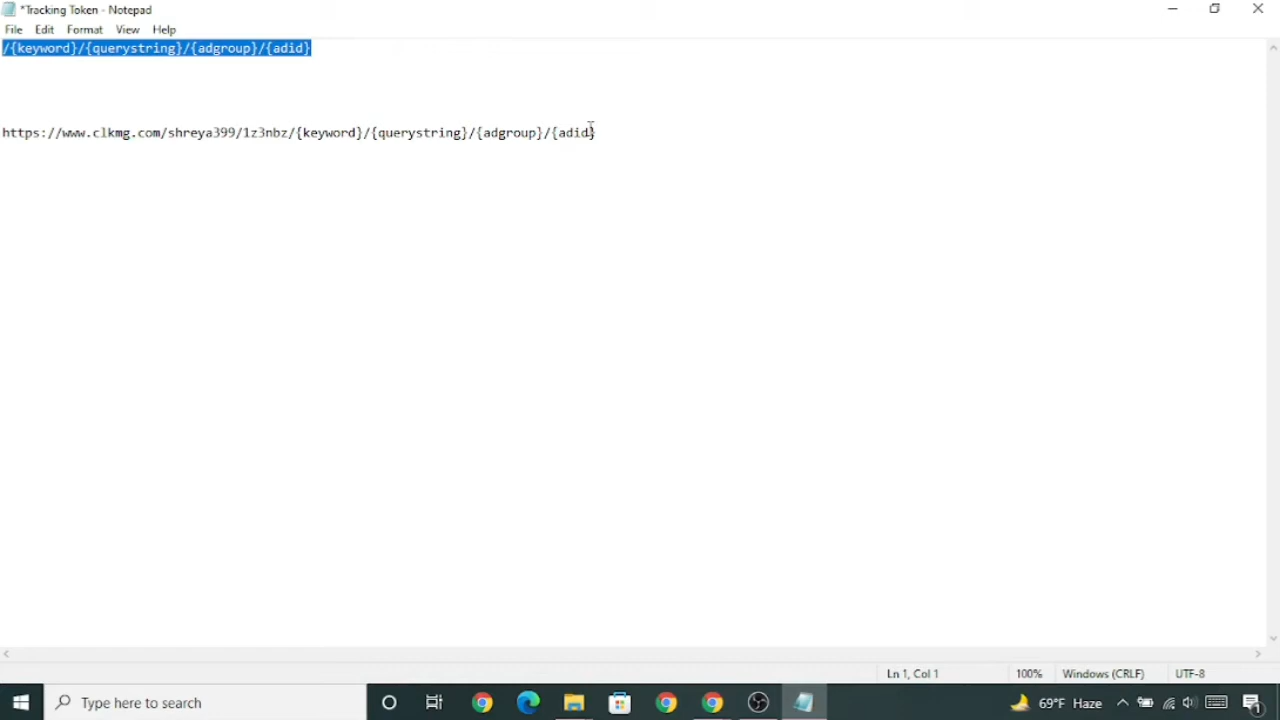 *Tracking Token - Notepad
File Edit Format View Help
/{keyword}/{querystring}/{adgroup}/{adid}
https://www.clkmg.com/shreya399/1z3nbz/{keyword}/{querystring}/{adgroup}/{adid}
Ln 1, Col 1 100% Windows (CRLF) UTF-8
Type here to search 69°F Haze 1